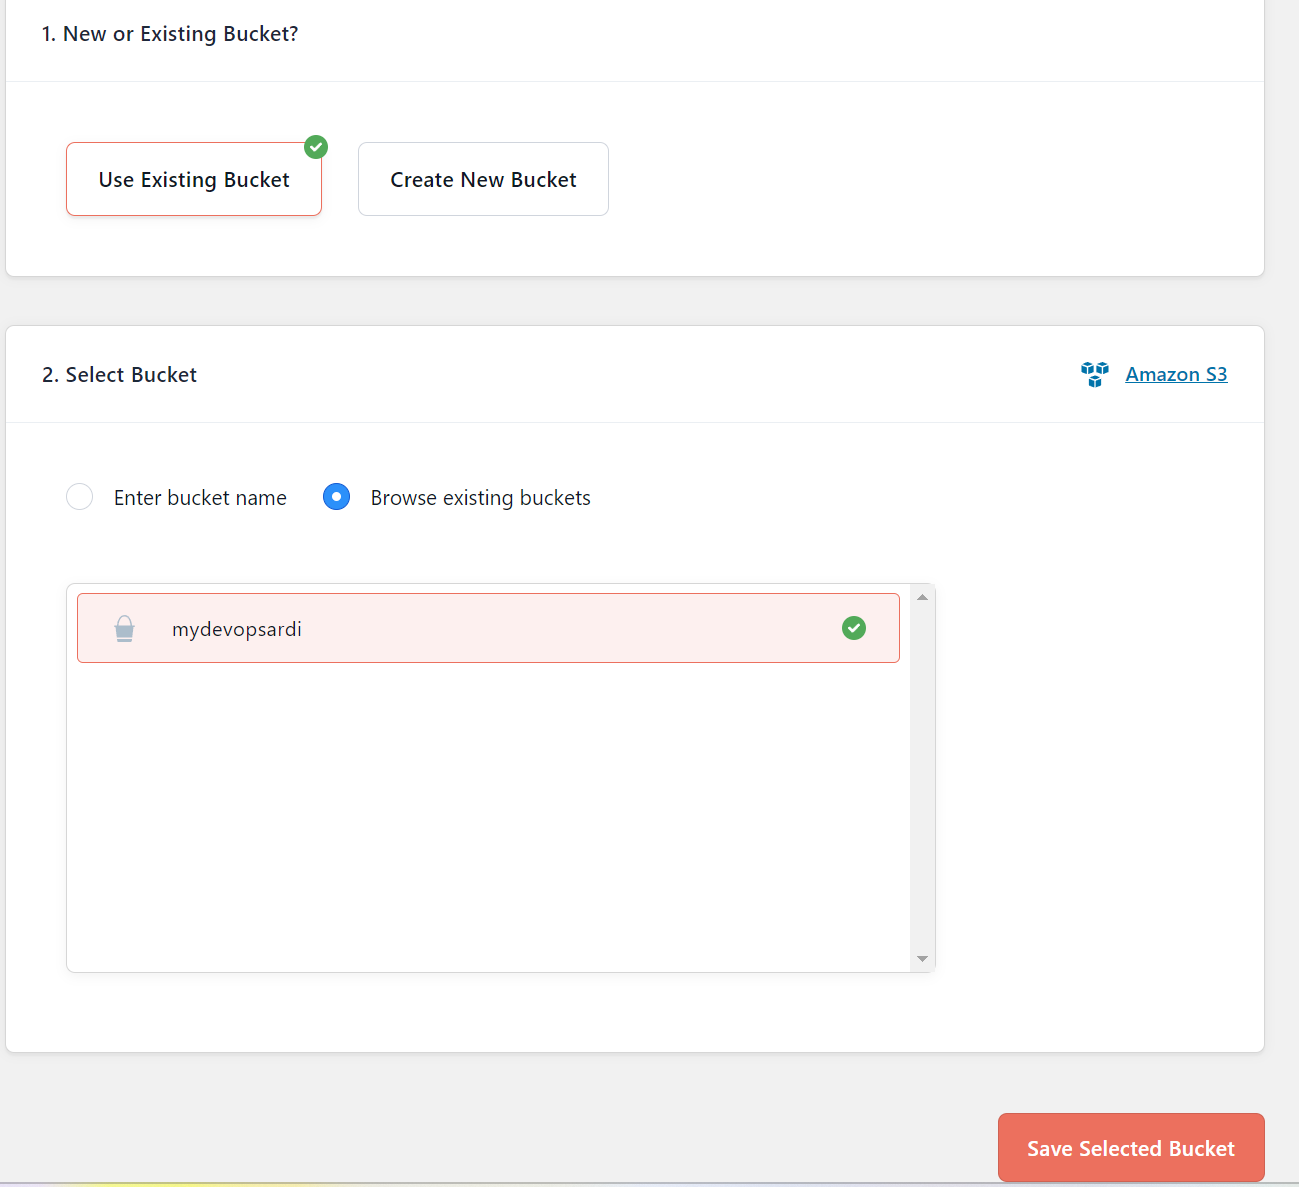 1. New or Existing Bucket?
Use Existing Bucket
Create New Bucket
2. Select Bucket
Amazon S3
Enter bucket name
Browse existing buckets
mydevopsardi
Save Selected Bucket